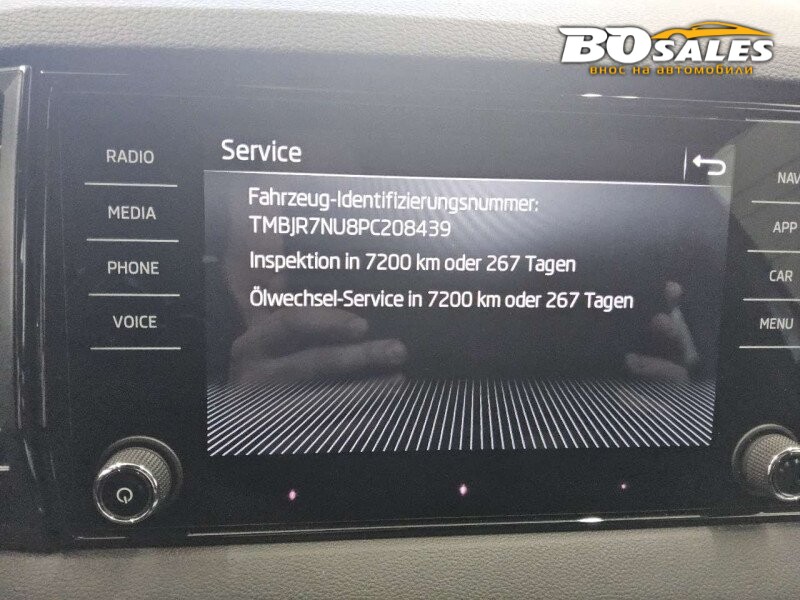 BO SALES
внос на автомобили
RADIO
MEDIA
PHONE
VOICE
Service
Fahrzeug-Identifizierungsnummer:
TMBJR7NU8PC208439
Inspektion in 7200 km oder 267 Tagen
Ölwechsel-Service in 7200 km oder 267 Tagen
NAV
APP
CAR
MENU